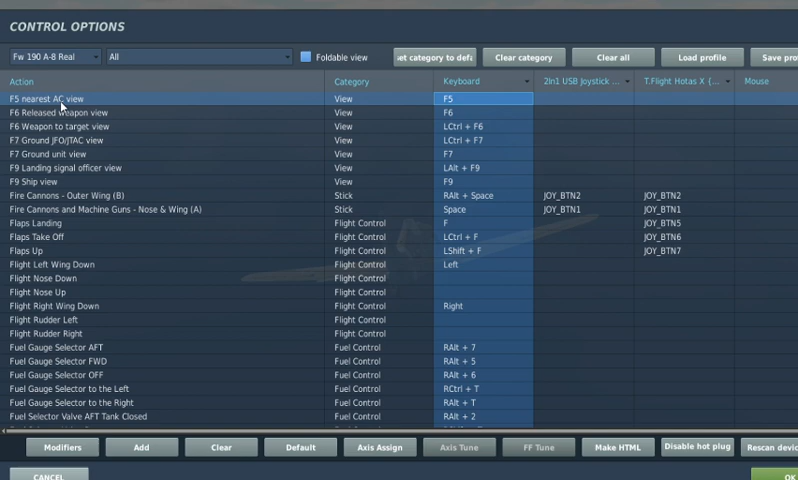 CONTROL OPTIONS
Fw 190 A-8 Real All Foldable view set category to defa Clear category Clear all Load profile Save pro
Action Category Keyboard 2In1 USB Joystick ... T.Flight Hotas X {... Mouse
F5 nearest AC view View F5
F6 Released weapon view View F6
F6 Weapon to target view View LCtrl + F6
F7 Ground JFO/JTAC view View LCtrl + F7
F7 Ground unit view View F7
F9 Landing signal officer view View LAlt + F9
F9 Ship view View F9
Fire Cannons - Outer Wing (B) Stick RAlt + Space JOY_BTN2 JOY_BTN2
Fire Cannons and Machine Guns - Nose & Wing (A) Stick Space JOY_BTN1 JOY_BTN1
Flaps Landing Flight Control F JOY_BTN5
Flaps Take Off Flight Control LCtrl + F JOY_BTN6
Flaps Up Flight Control LShift + F JOY_BTN7
Flight Left Wing Down Flight Control Left
Flight Nose Down Flight Control
Flight Nose Up Flight Control
Flight Right Wing Down Flight Control Right
Flight Rudder Left Flight Control
Flight Rudder Right Flight Control
Fuel Gauge Selector AFT Fuel Control RAlt + 7
Fuel Gauge Selector FWD Fuel Control RAlt + 5
Fuel Gauge Selector OFF Fuel Control RAlt + 6
Fuel Gauge Selector to the Left Fuel Control RCtrl + T
Fuel Gauge Selector to the Right Fuel Control RAlt + T
Fuel Selector Valve AFT Tank Closed Fuel Control RAlt + 2
Modifiers Add Clear Default Axis Assign Axis Tune FF Tune Make HTML Disable hot plug Rescan devic
CANCEL OK